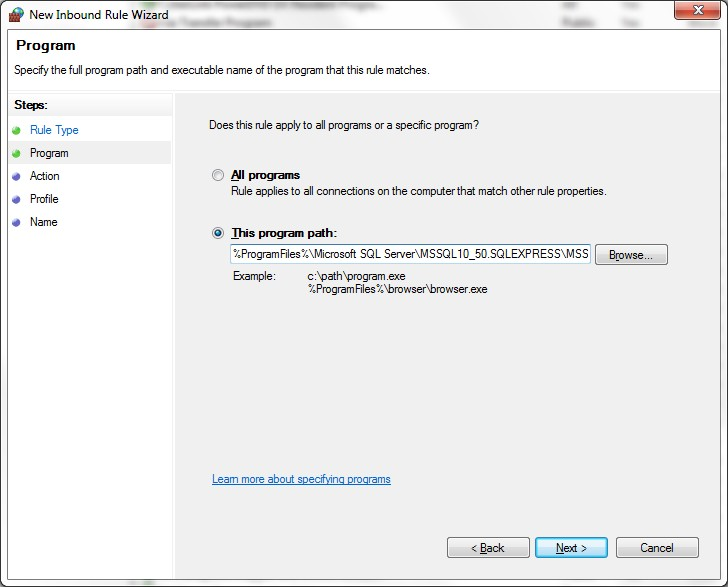 New Inbound Rule Wizard
Program
Specify the full program path and executable name of the program that this rule matches.
Steps:
Rule Type
Program
Action
Profile
Name
Does this rule apply to all programs or a specific program?
All programs
Rule applies to all connections on the computer that match other rule properties.
This program path:
%ProgramFiles%\Microsoft SQL Server\MSSQL10_50.SQLEXPRESS\MSS
Browse...
Example: c:\path\program.exe
%ProgramFiles%\browser\browser.exe
Learn more about specifying programs
< Back Next > Cancel